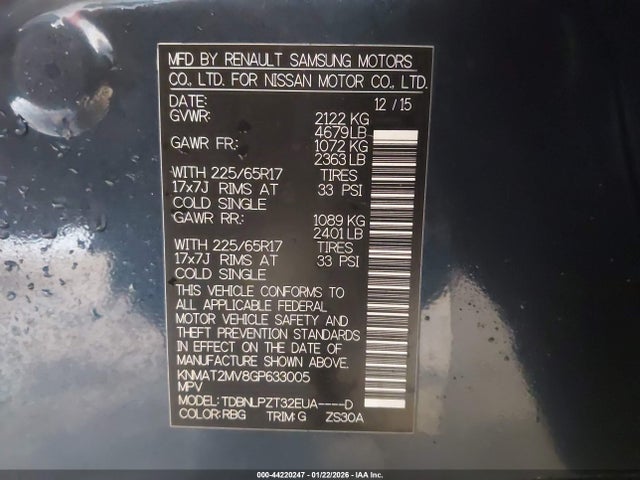 MFD BY RENAULT SAMSUNG MOTORS
CO., LTD. FOR NISSAN MOTOR CO., LTD.
DATE: 12 / 15
GVWR: 2122 KG
4679 LB
GAWR FR: 1072 KG
2363 LB
WITH 225/65R17 TIRES
17x7J RIMS AT 33 PSI
COLD SINGLE
GAWR RR: 1089 KG
2401 LB
WITH 225/65R17 TIRES
17x7J RIMS AT 33 PSI
COLD SINGLE
THIS VEHICLE CONFORMS TO
ALL APPLICABLE FEDERAL
MOTOR VEHICLE SAFETY AND
THEFT PREVENTION STANDARDS
IN EFFECT ON THE DATE OF
MANUFACTURE SHOWN ABOVE.
KNMAT2MV8GP633005
MPV
MODEL: TDBNLPZT32EUA----D
COLOR: RBG TRIM: G ZS30A
000-44220247 - 01/22/2026 - IAA, Inc.